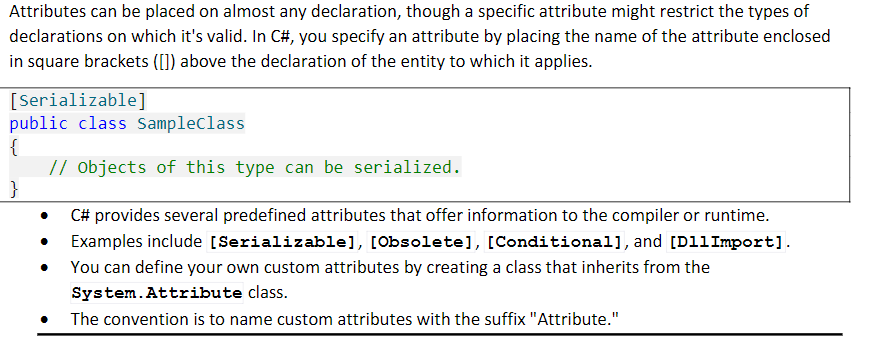 Attributes can be placed on almost any declaration, though a specific attribute might restrict the types of
declarations on which it's valid. In C#, you specify an attribute by placing the name of the attribute enclosed
in square brackets ([]) above the declaration of the entity to which it applies.
[Serializable]
public class SampleClass
{
    // Objects of this type can be serialized.
}
• C# provides several predefined attributes that offer information to the compiler or runtime.
• Examples include [Serializable], [Obsolete], [Conditional], and [DllImport].
• You can define your own custom attributes by creating a class that inherits from the
System.Attribute class.
• The convention is to name custom attributes with the suffix "Attribute."